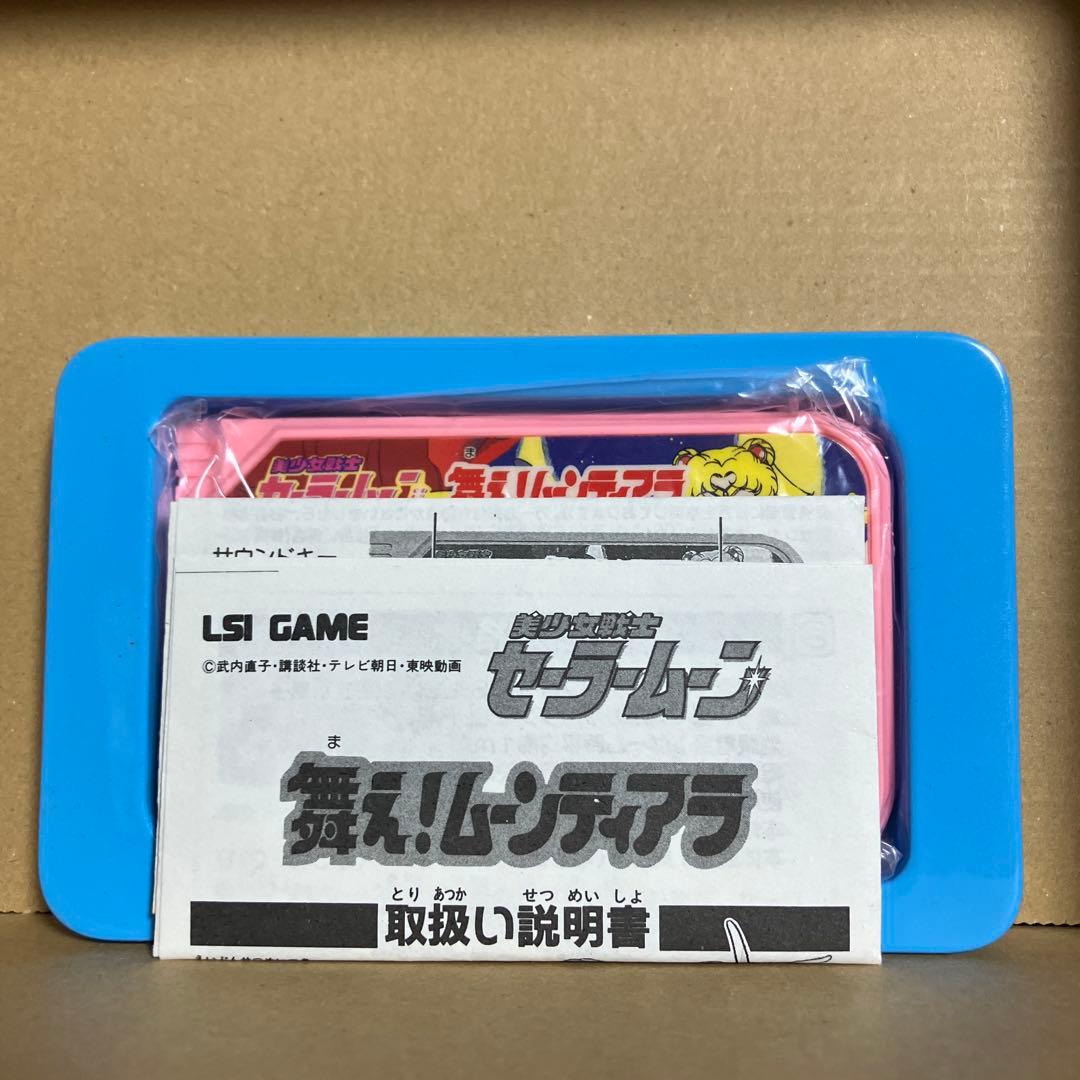 美少女戦士
セーラームーン
ま
舞え!ムーンティアラ
サウンドキー
LSI GAME
©武内直子・講談社・テレビ朝日・東映動画
美少女戦士
セーラームーン
ま
舞え!ムーンティアラ
とり あつか せつ めい しょ
取扱い説明書